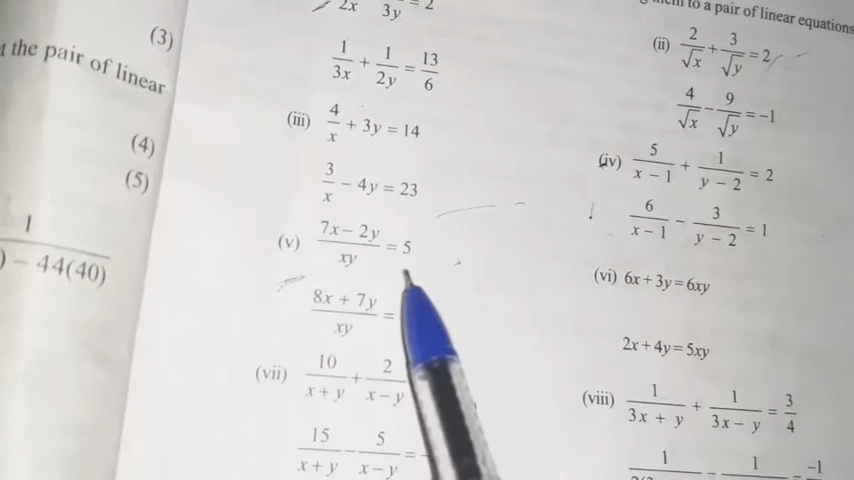 (3)
t the pair of linear
(4)
(5)
1
) − 44(40)
2x 3y = 2
1/3x + 1/2y = 13/6
(iii) 4/x + 3y = 14
3/x − 4y = 23
(v) (7x − 2y)/xy = 5
(8x + 7y)/xy =
(vii) 10/(x + y) + 2/(x − y)
15/(x + y) − 5/(x − y) = −
to a pair of linear equations
(ii) 2/√x + 3/√y = 2
4/√x − 9/√y = −1
(iv) 5/(x − 1) + 1/(y − 2) = 2
6/(x − 1) − 3/(y − 2) = 1
(vi) 6x + 3y = 6xy
2x + 4y = 5xy
(viii) 1/(3x + y) + 1/(3x − y) = 3/4
1 − 1 = −1